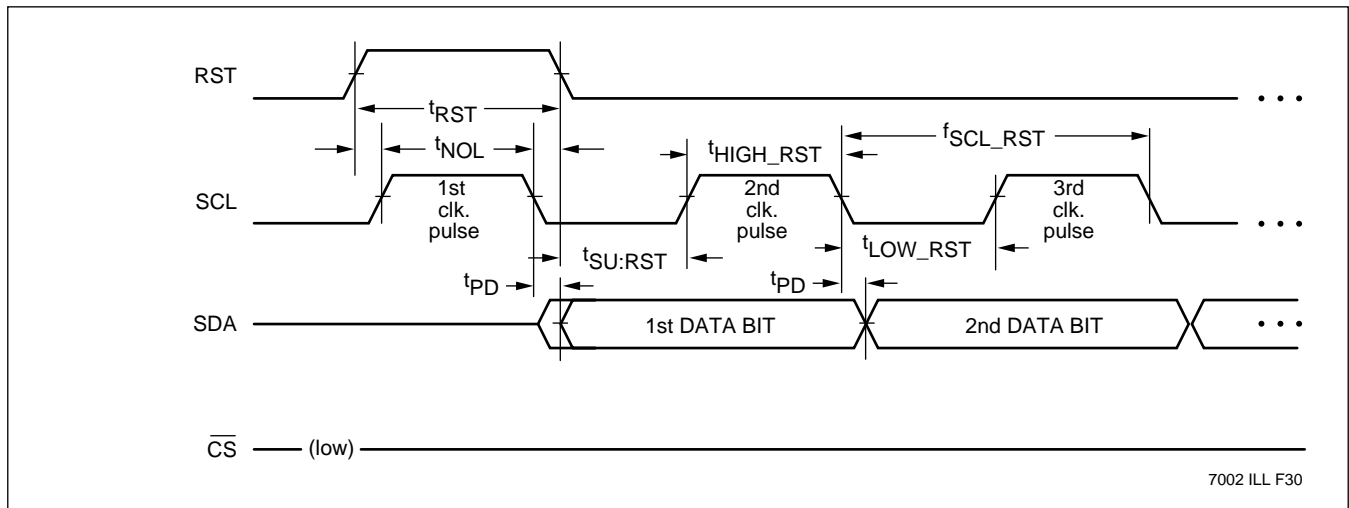 RST
tRST
• • •
tNOL
tHIGH_RST
fSCL_RST
SCL
1st
clk.
pulse
2nd
clk.
pulse
3rd
clk.
pulse
• • •
tSU:RST
tLOW_RST
tPD
tPD
SDA
1st DATA BIT
2nd DATA BIT
• • •
CS
(low)
7002 ILL F30